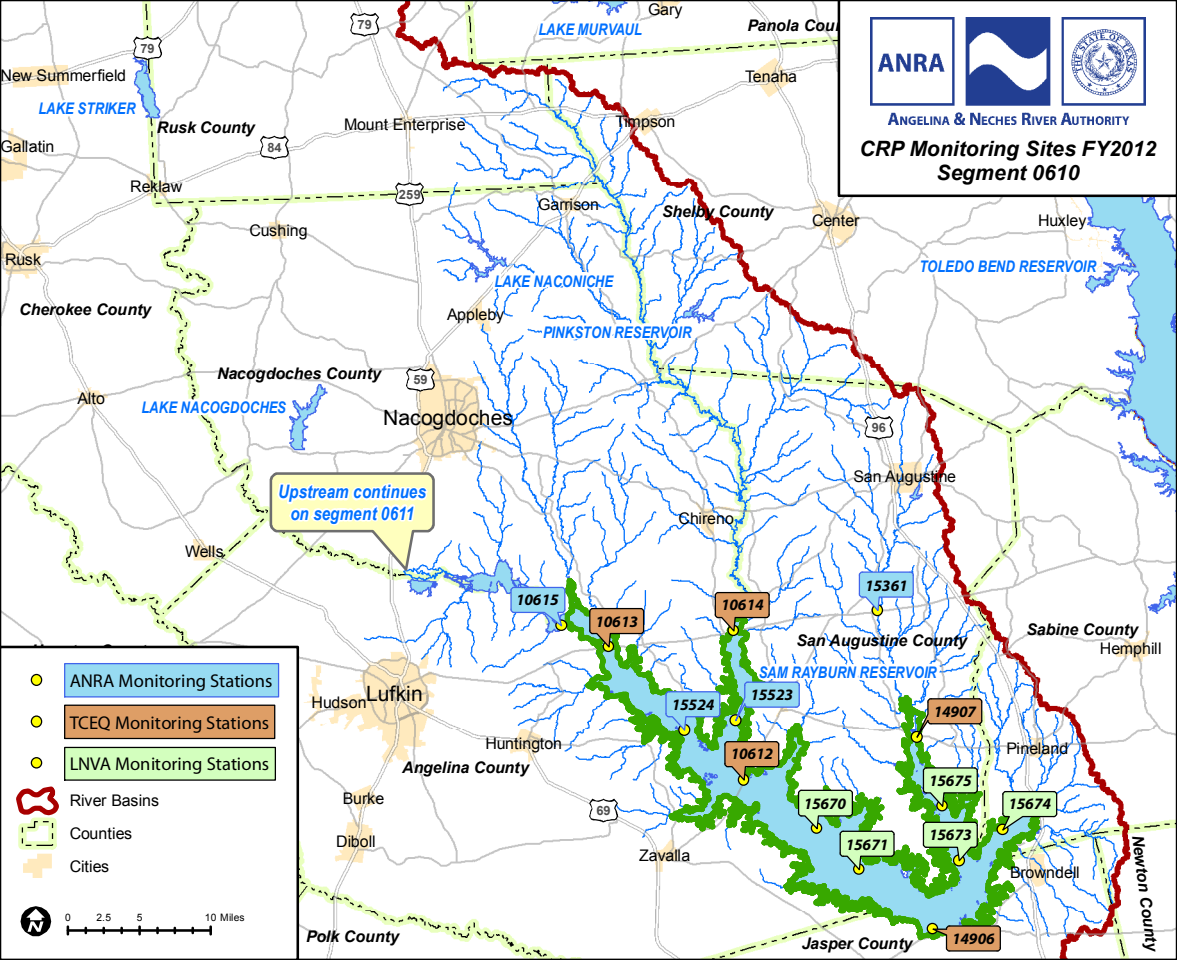 79
Gary
LAKE MURVAUL
Panola Coun
79
New Summerfield
Tenaha
LAKE STRIKER
Rusk County
Mount Enterprise
Timpson
84
Gallatin
Reklaw
259
Garrison
Shelby County
Center
Huxley
Cushing
Rusk
TOLEDO BEND RESERVOIR
LAKE NACONICHE
Cherokee County
Appleby
PINKSTON RESERVOIR
Nacogdoches County
59
Alto
LAKE NACOGDOCHES
Nacogdoches
96
San Augustine
Upstream continues
on segment 0611
Chireno
Wells
15361
10615
10613
10614
San Augustine County
Sabine County
Hemphill
SAM RAYBURN RESERVOIR
Lufkin
Hudson
15524
15523
14907
Huntington
Pineland
Angelina County
10612
Burke
69
15670
15675
15674
Diboll
15671
15673
Zavalla
Browndell
Newton County
Polk County
Jasper County
14906
ANRA
THE STATE OF TEXAS
ANGELINA & NECHES RIVER AUTHORITY
CRP Monitoring Sites FY2012
Segment 0610
ANRA Monitoring Stations
TCEQ Monitoring Stations
LNVA Monitoring Stations
River Basins
Counties
Cities
N
0 2.5 5 10 Miles